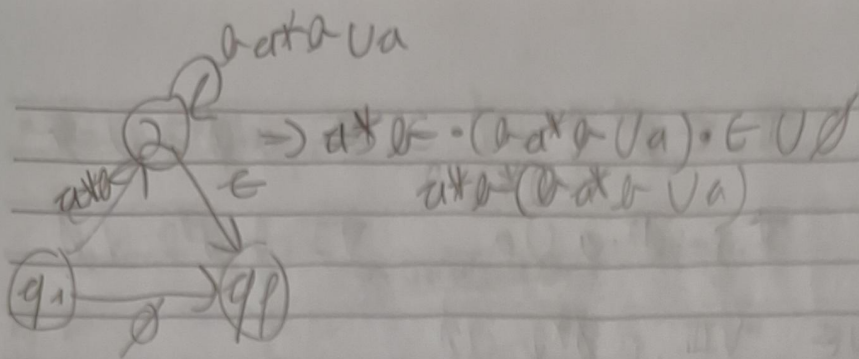 ba*b ∪ a
2
⇒ a*b · (ba*b ∪ a) · ε ∪ ∅
a*b
ε
a*b(ba*b ∪ a)
q1
qf
∅